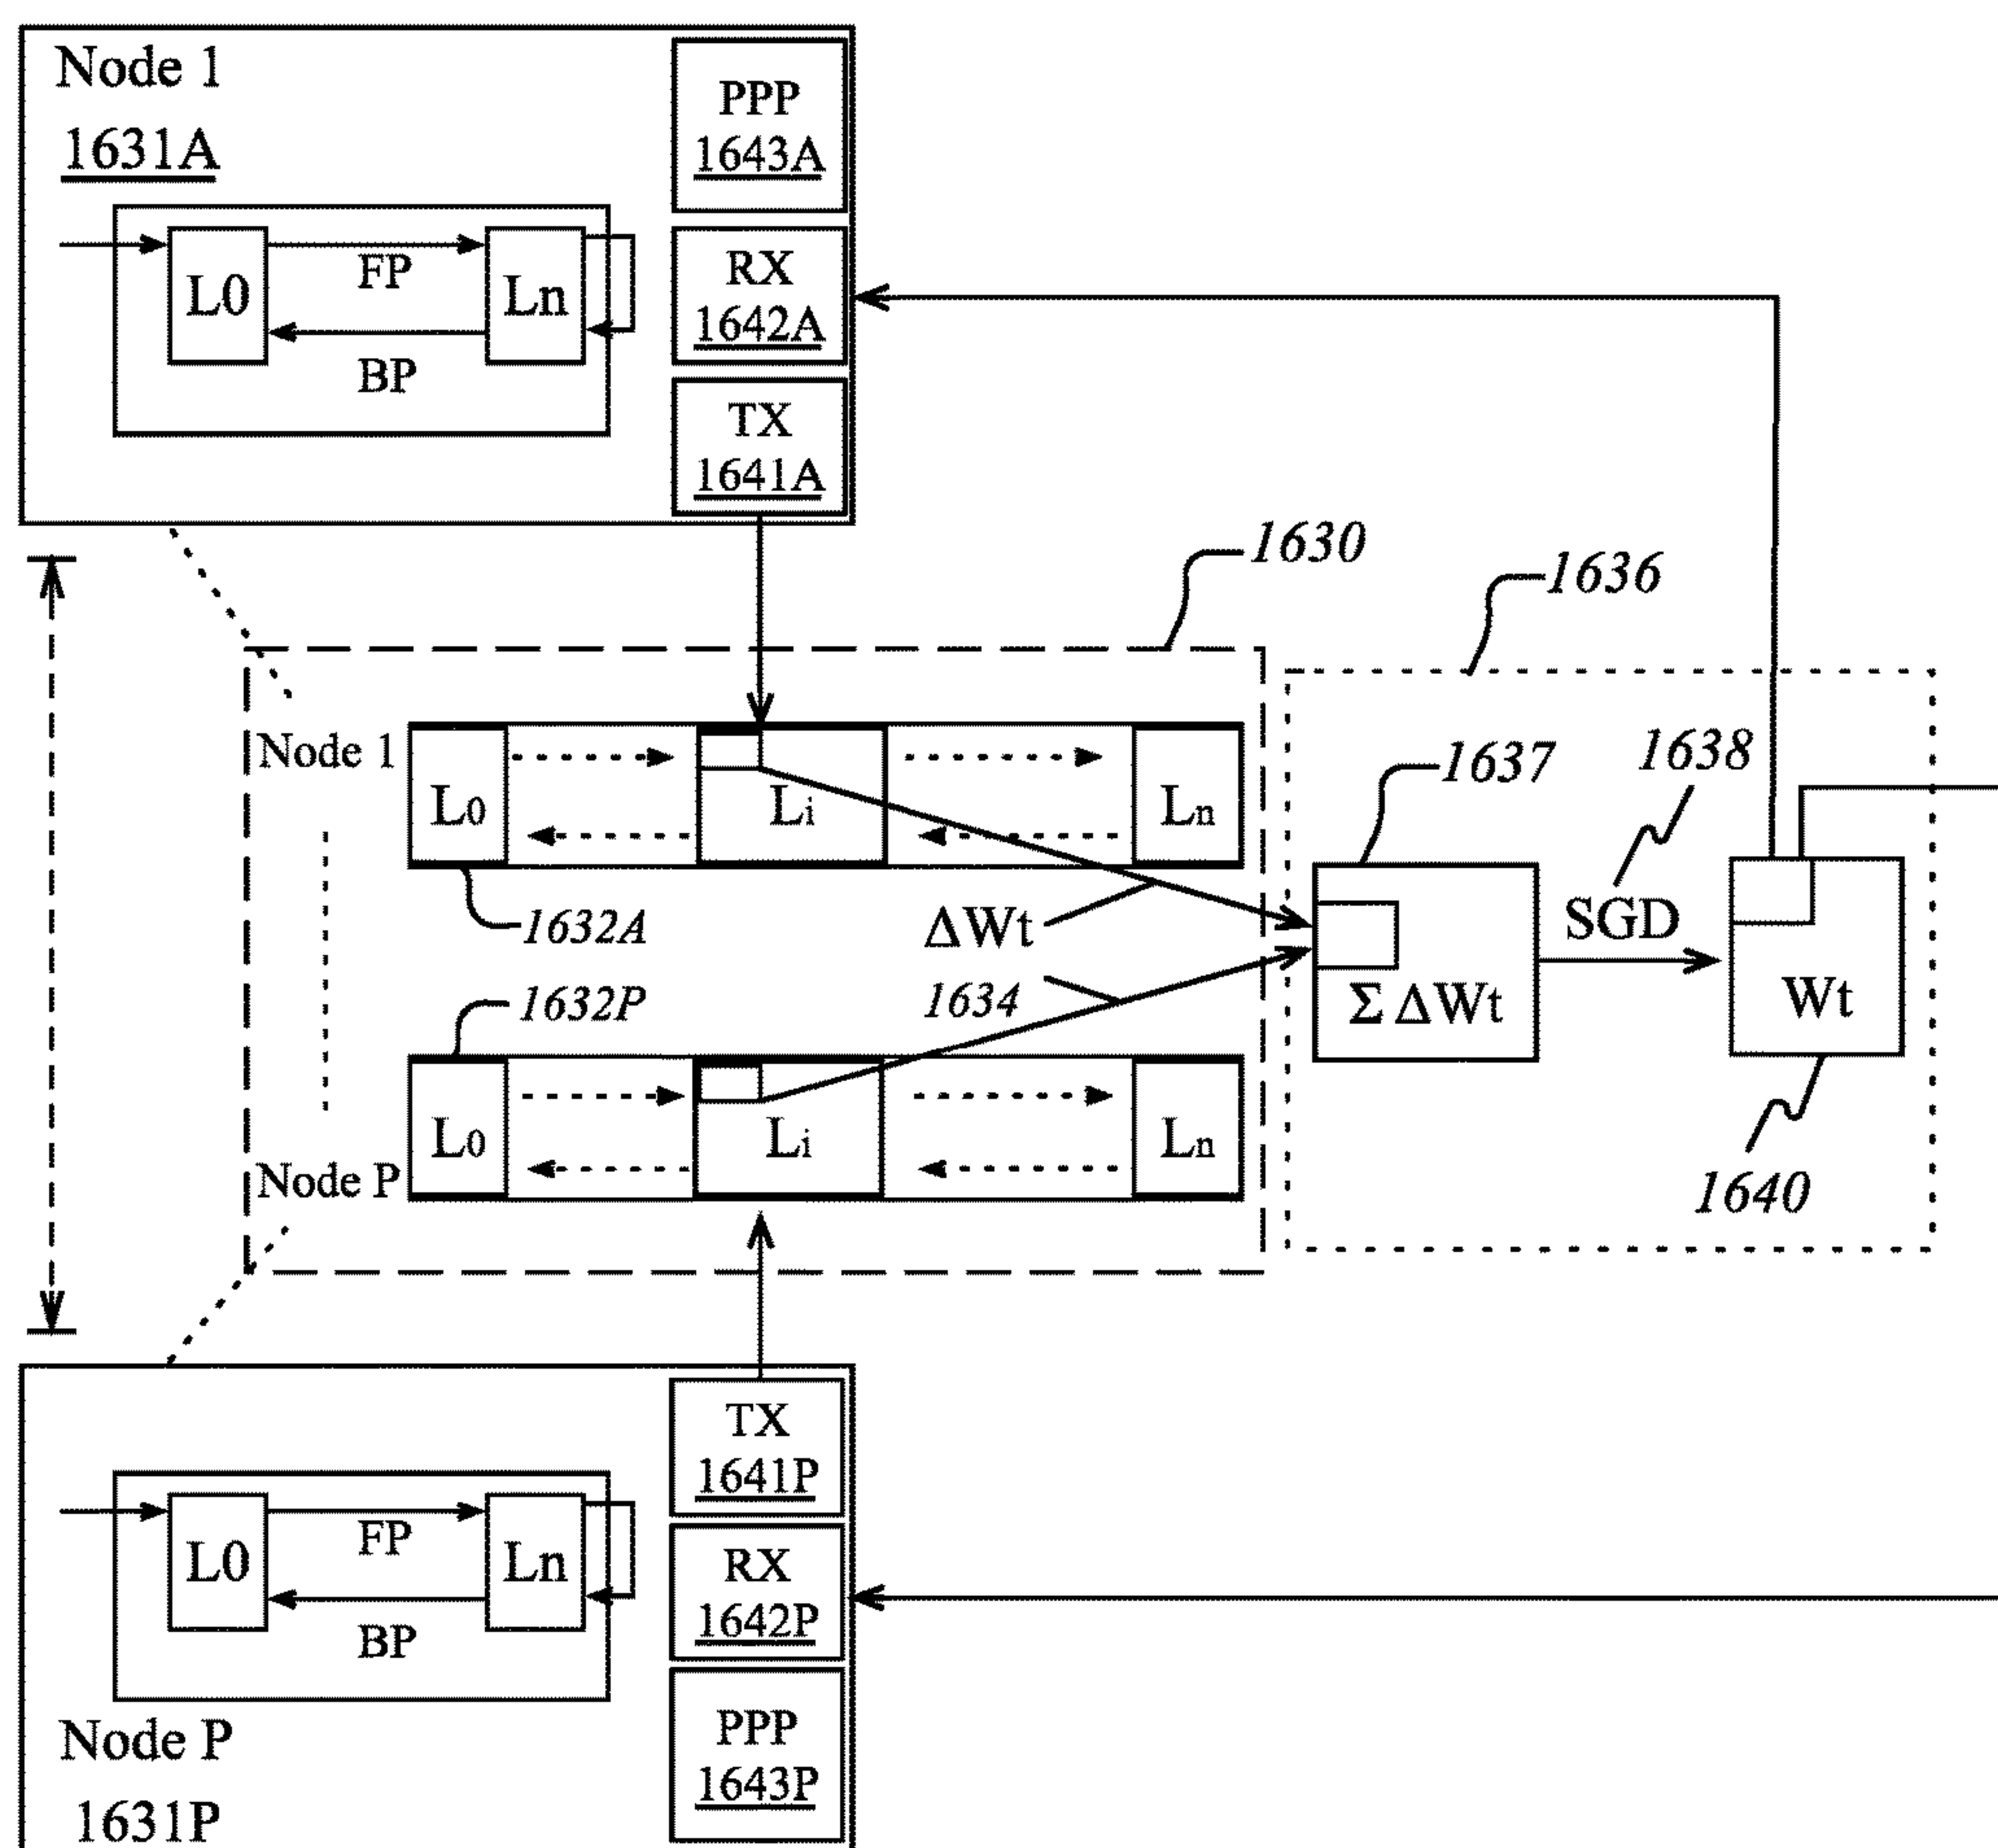 Node 1
1631A
PPP
1643A
L0
FP
BP
Ln
RX
1642A
TX
1641A
1630
1636
Node 1
L0
Li
Ln
1632A
ΔWt
1637
1638
SGD
Σ ΔWt
Wt
1632P
1634
1640
Node P
L0
Li
Ln
TX
1641P
L0
FP
BP
Ln
RX
1642P
PPP
1643P
Node P
1631P